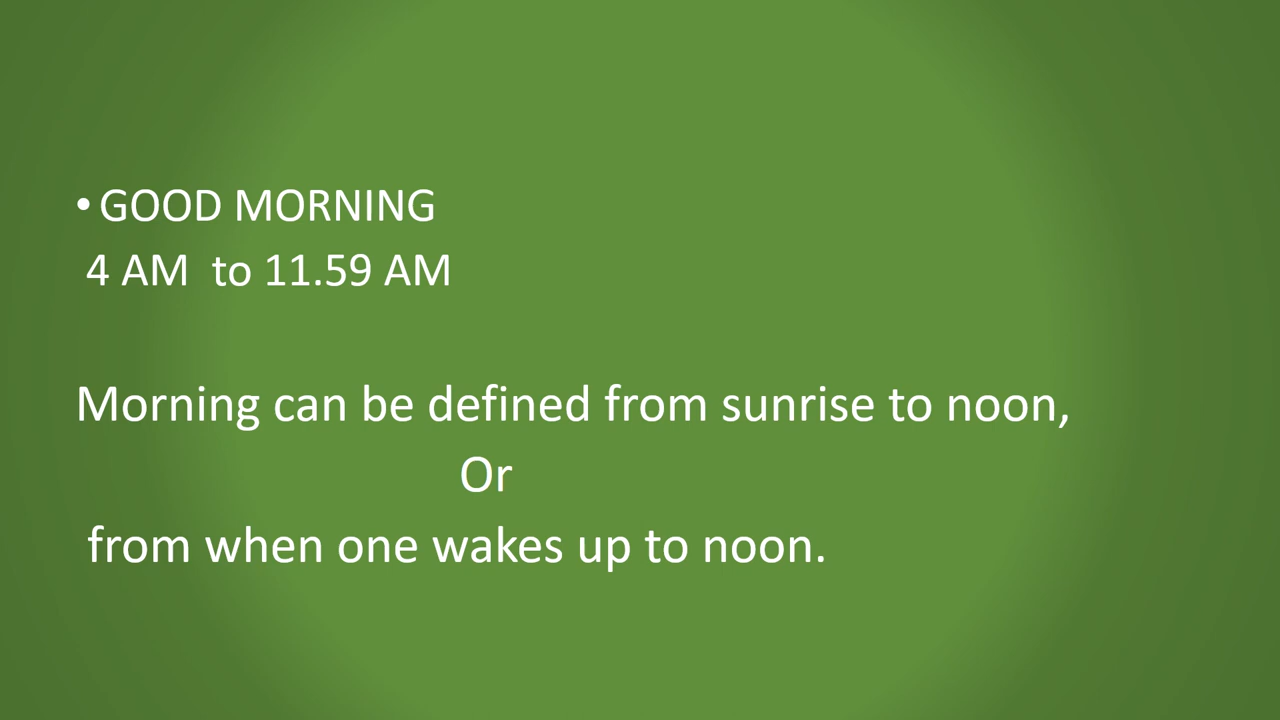 • GOOD MORNING
4 AM  to 11.59 AM
Morning can be defined from sunrise to noon,
Or
from when one wakes up to noon.